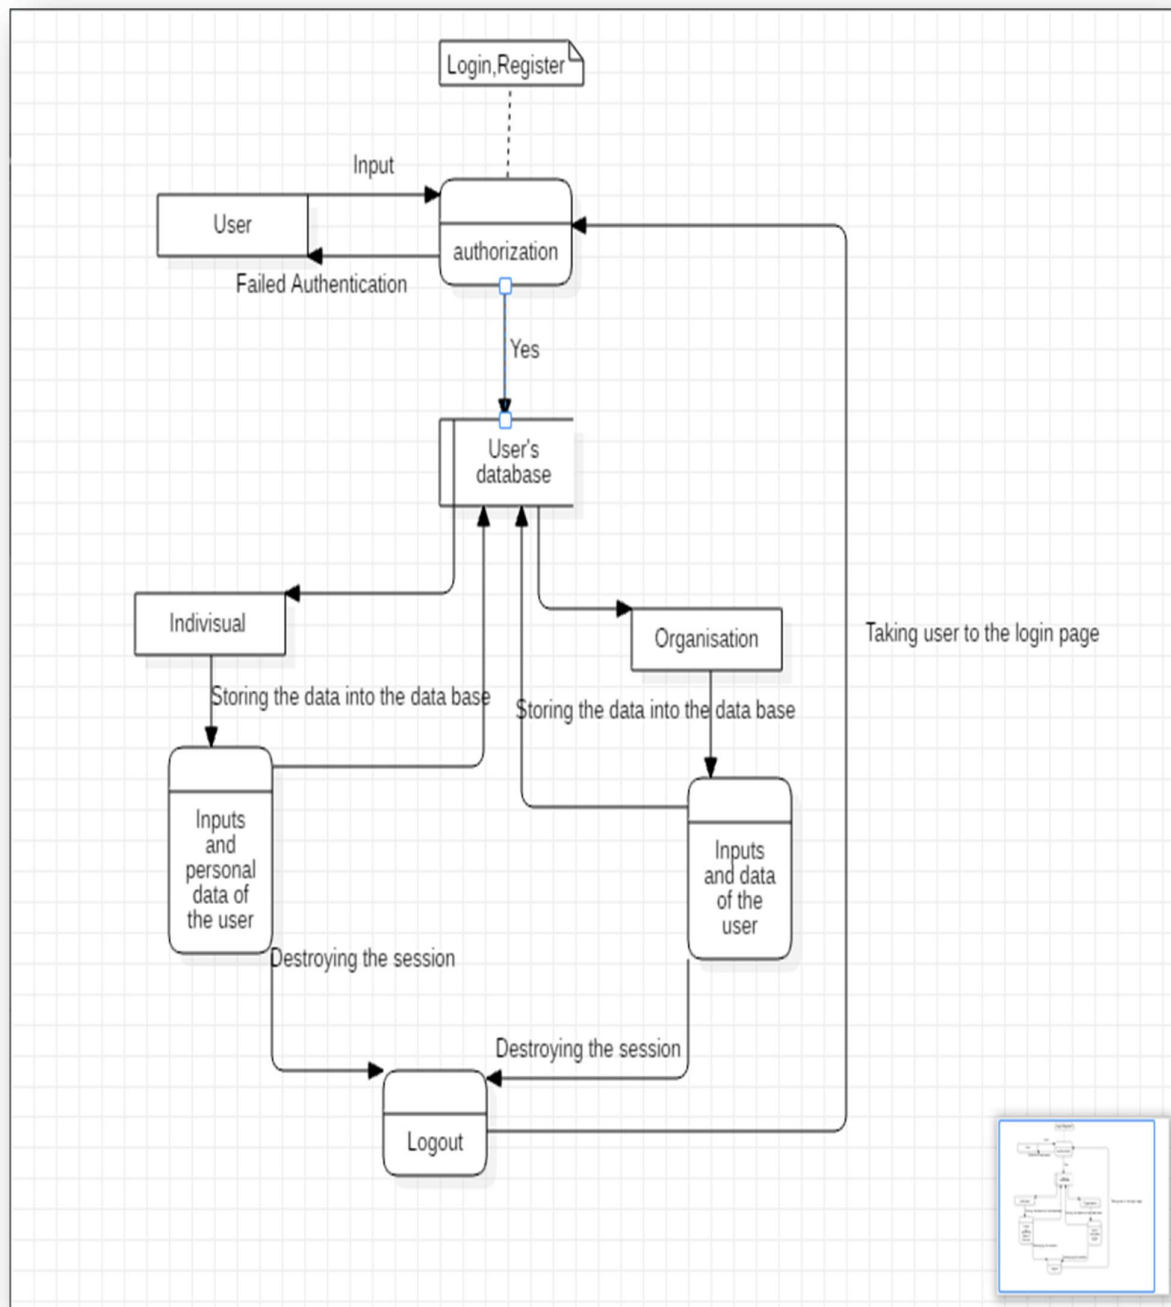 Login,Register
Input
User
authorization
Failed Authentication
Yes
User's
database
Indivisual
Organisation
Taking user to the login page
Storing the data into the data base
Storing the data into the data base
Inputs
and
personal
data of
the user
Inputs
and data
of the
user
Destroying the session
Destroying the session
Logout